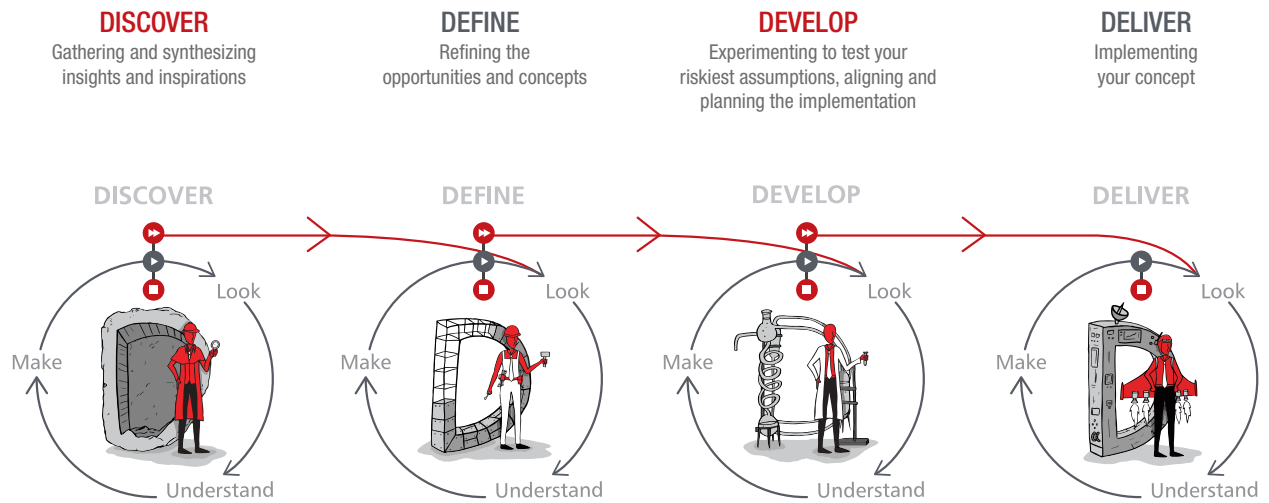 DISCOVER
Gathering and synthesizing
insights and inspirations
DEFINE
Refining the
opportunities and concepts
DEVELOP
Experimenting to test your
riskiest assumptions, aligning and
planning the implementation
DELIVER
Implementing
your concept
DISCOVER
Look
Understand
Make
DEFINE
Look
Understand
Make
DEVELOP
Look
Understand
Make
DELIVER
Look
Understand
Make